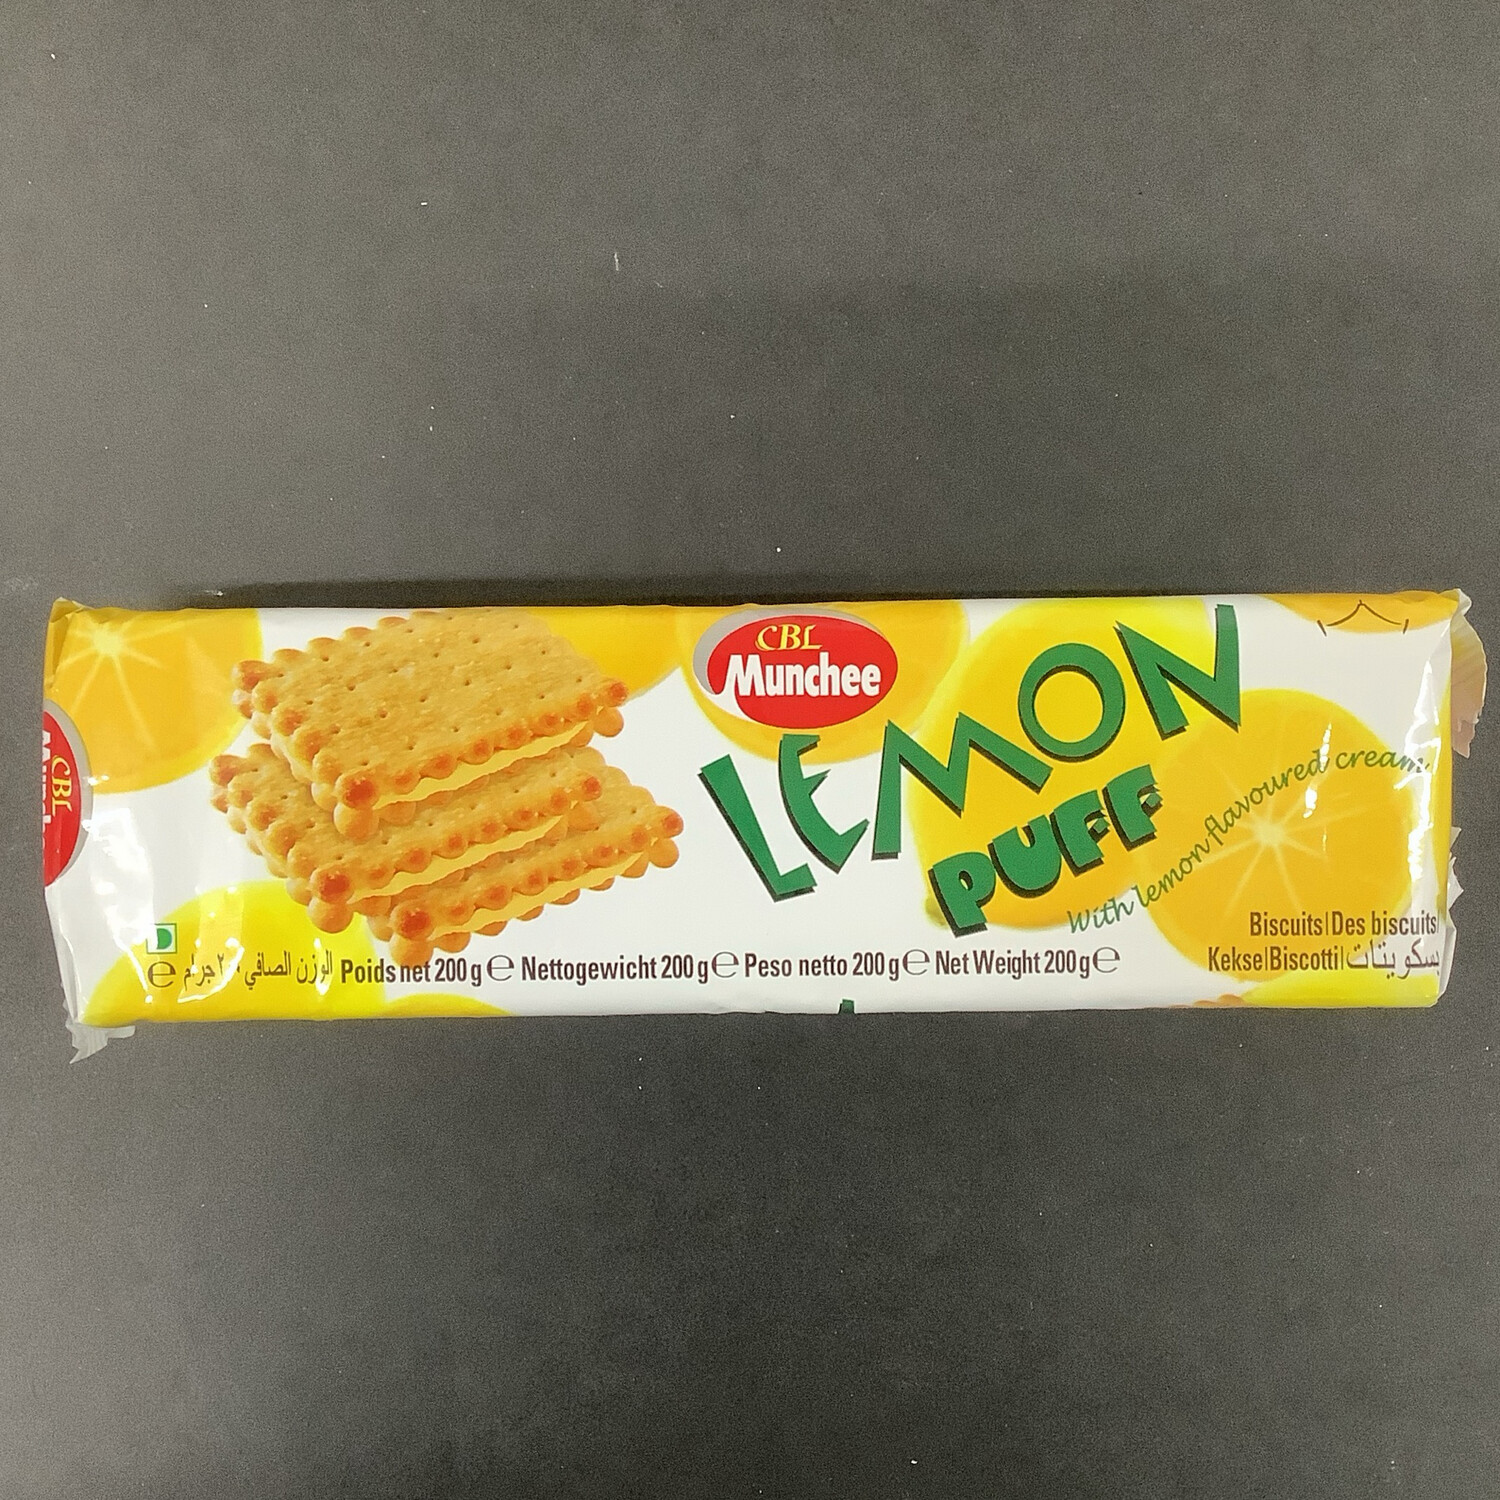 CBL
Munchee
LEMON
PUFF
With lemon flavoured cream
Biscuits|Des biscuits
Kekse|Biscotti|بسكويتات
℮ الوزن الصافي ٢٠٠ جرام Poids net 200 g ℮ Nettogewicht 200 g ℮ Peso netto 200 g ℮ Net Weight 200 g ℮
CBL